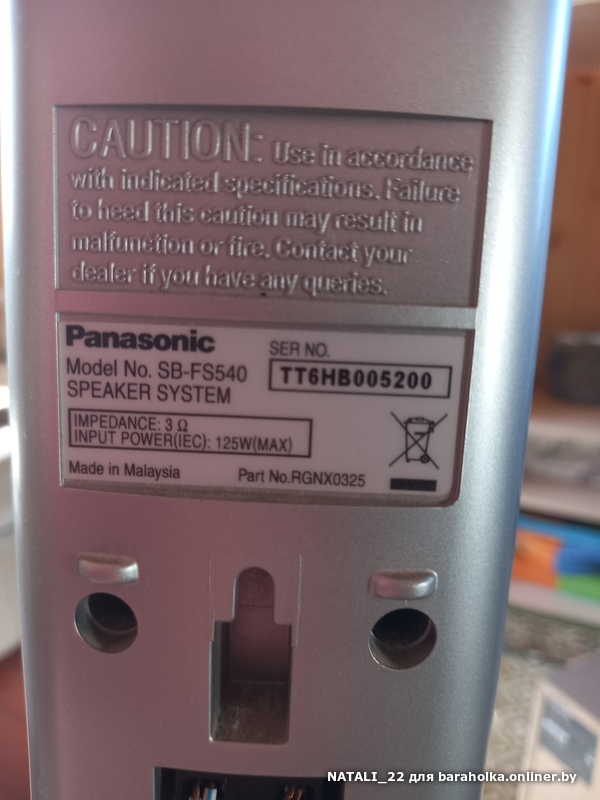 CAUTION: Use in accordance
with indicated specifications. Failure
to heed this caution may result in
malfunction or fire. Contact your
dealer if you have any queries.
Panasonic
Model No. SB-FS540
SPEAKER SYSTEM
SER NO.
TT6HB005200
IMPEDANCE: 3 Ω
INPUT POWER(IEC): 125W(MAX)
Made in Malaysia
Part No.RGNX0325
NATALI_22 для baraholka.onliner.by